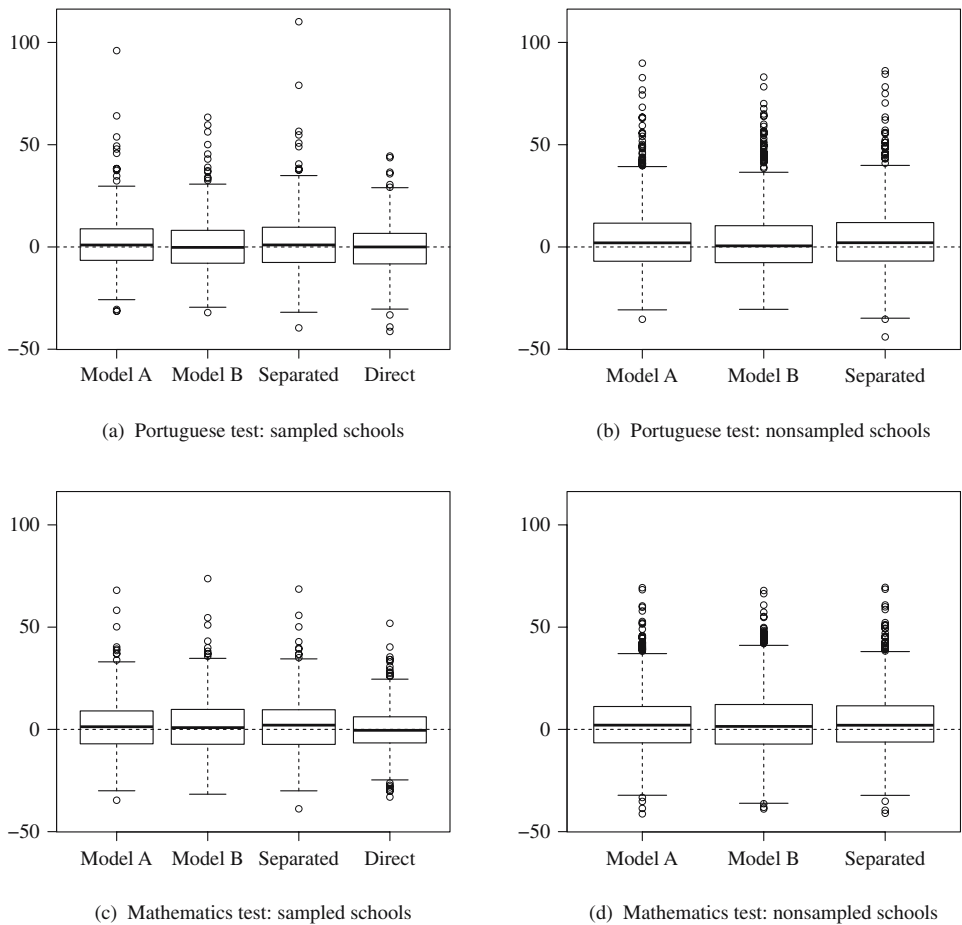 100
50
0
−50
Model A Model B Separated Direct
(a) Portuguese test: sampled schools
100
50
0
−50
Model A Model B Separated
(b) Portuguese test: nonsampled schools
100
50
0
−50
Model A Model B Separated Direct
(c) Mathematics test: sampled schools
100
50
0
−50
Model A Model B Separated
(d) Mathematics test: nonsampled schools